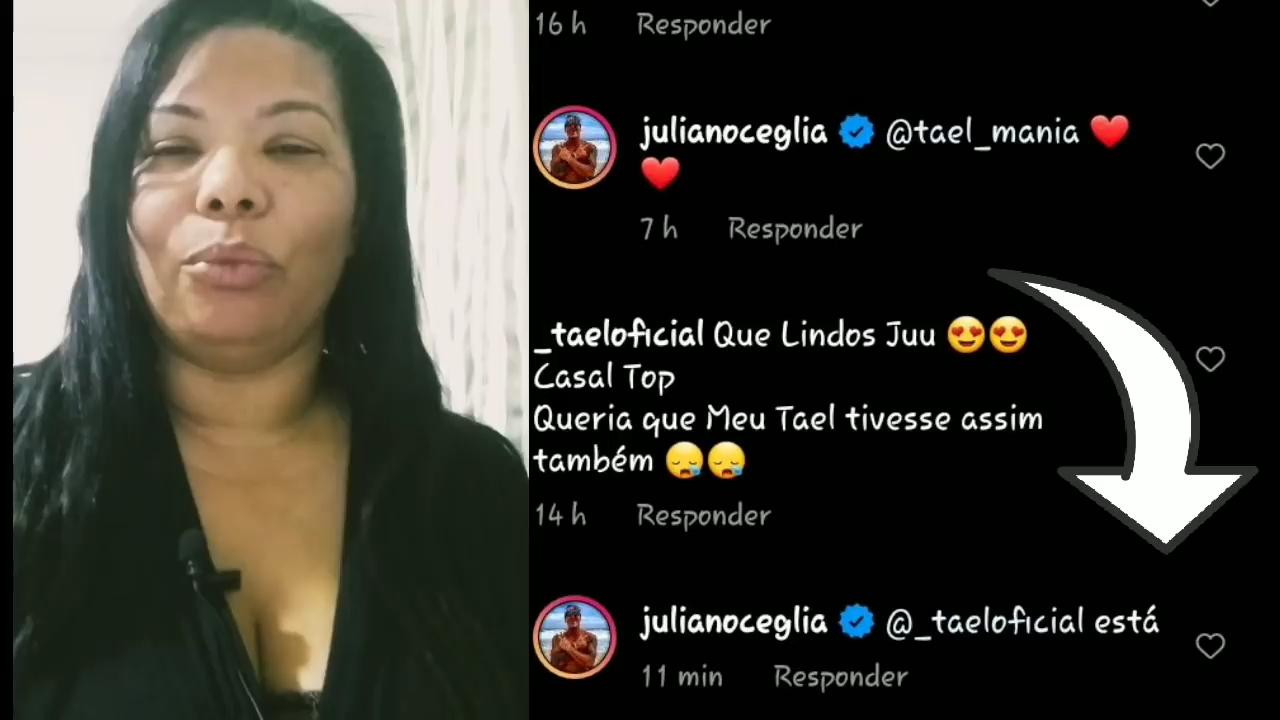 16 h Responder
julianoceglia @tael_mania ❤️
❤️
7 h Responder
_taeloficial Que Lindos Juu 😍😍
Casal Top
Queria que Meu Tael tivesse assim
também 😪😪
14 h Responder
julianoceglia @_taeloficial está
11 min Responder